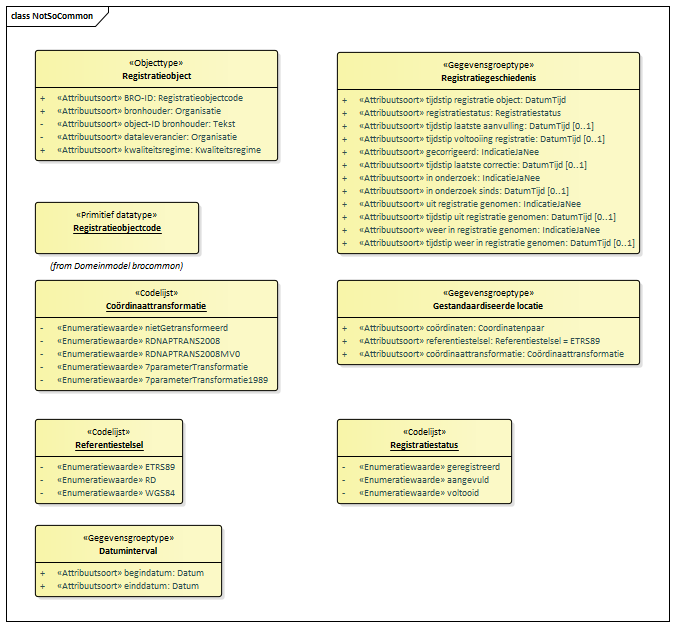 class NotSoCommon
«Objecttype»
Registratieobject
+ «Attribuutsoort» BRO-ID: Registratieobjectcode
+ «Attribuutsoort» bronhouder: Organisatie
- «Attribuutsoort» object-ID bronhouder: Tekst
- «Attribuutsoort» dataleverancier: Organisatie
+ «Attribuutsoort» kwaliteitsregime: Kwaliteitsregime
«Gegevensgroeptype»
Registratiegeschiedenis
+ «Attribuutsoort» tijdstip registratie object: DatumTijd
+ «Attribuutsoort» registratiestatus: Registratiestatus
+ «Attribuutsoort» tijdstip laatste aanvulling: DatumTijd [0..1]
+ «Attribuutsoort» tijdstip voltooiing registratie: DatumTijd [0..1]
+ «Attribuutsoort» gecorrigeerd: IndicatieJaNee
+ «Attribuutsoort» tijdstip laatste correctie: DatumTijd [0..1]
+ «Attribuutsoort» in onderzoek: IndicatieJaNee
+ «Attribuutsoort» in onderzoek sinds: DatumTijd [0..1]
+ «Attribuutsoort» uit registratie genomen: IndicatieJaNee
+ «Attribuutsoort» tijdstip uit registratie genomen: DatumTijd [0..1]
+ «Attribuutsoort» weer in registratie genomen: IndicatieJaNee
+ «Attribuutsoort» tijdstip weer in registratie genomen: DatumTijd [0..1]
«Primitief datatype»
Registratieobjectcode
(from Domeinmodel brocommon)
«Codelijst»
Coördinaattransformatie
- «Enumeratiewaarde» nietGetransformeerd
- «Enumeratiewaarde» RDNAPTRANS2008
- «Enumeratiewaarde» RDNAPTRANS2008MV0
- «Enumeratiewaarde» 7parameterTransformatie
- «Enumeratiewaarde» 7parameterTransformatie1989
«Gegevensgroeptype»
Gestandaardiseerde locatie
+ «Attribuutsoort» coördinaten: Coordinatenpaar
+ «Attribuutsoort» referentiestelsel: Referentiestelsel = ETRS89
+ «Attribuutsoort» coördinaattransformatie: Coördinaattransformatie
«Codelijst»
Referentiestelsel
- «Enumeratiewaarde» ETRS89
- «Enumeratiewaarde» RD
- «Enumeratiewaarde» WGS84
«Codelijst»
Registratiestatus
- «Enumeratiewaarde» geregistreerd
- «Enumeratiewaarde» aangevuld
- «Enumeratiewaarde» voltooid
«Gegevensgroeptype»
Datuminterval
+ «Attribuutsoort» begindatum: Datum
+ «Attribuutsoort» einddatum: Datum